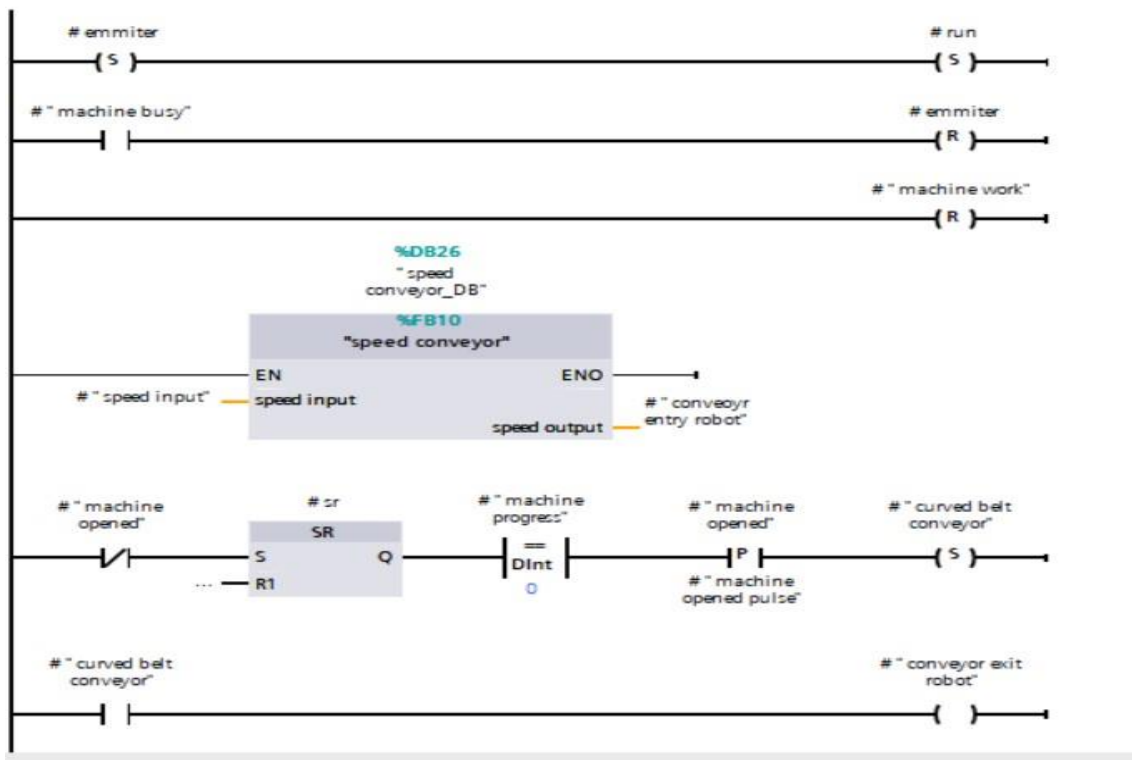 # emmiter
# run
( S )
( S )
# "machine busy"
# emmiter
( R )
# "machine work"
( R )
%DB26
"speed
conveyor_DB"
%FB10
"speed conveyor"
EN
ENO
# "speed input"
speed input
# "conveoyr
entry robot"
speed output
# "machine
opened"
# sr
# "machine
progress"
# "machine
opened"
# "curved belt
conveyor"
SR
S
Q
==
P
( S )
... R1
DInt
0
# "machine
opened pulse"
# "curved belt
conveyor"
# "conveyor exit
robot"
( )